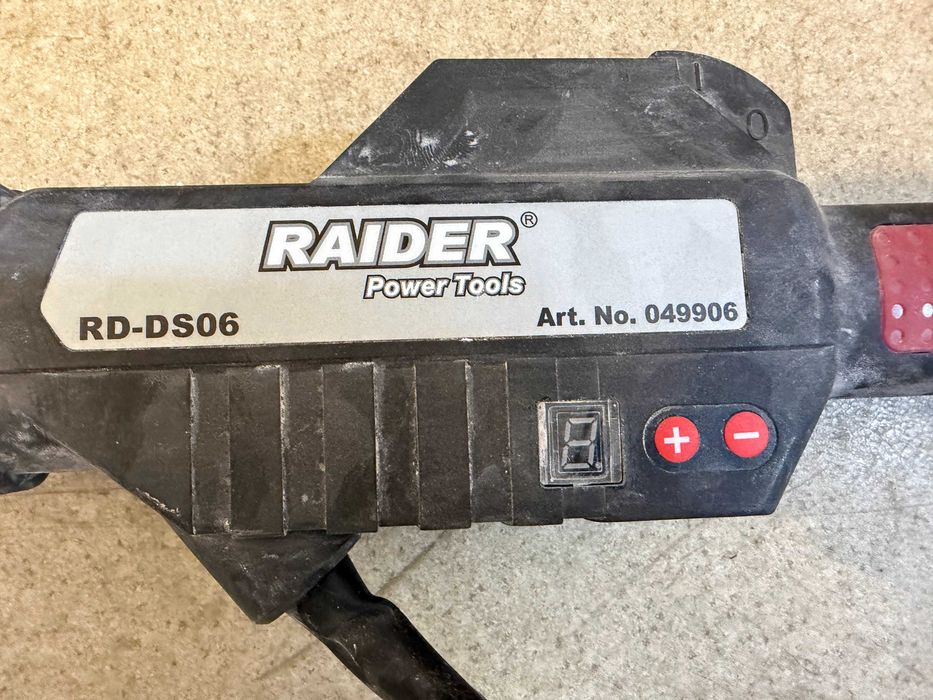 I
O
RAIDER®
Power Tools
RD-DS06
Art. No. 049906
+ -